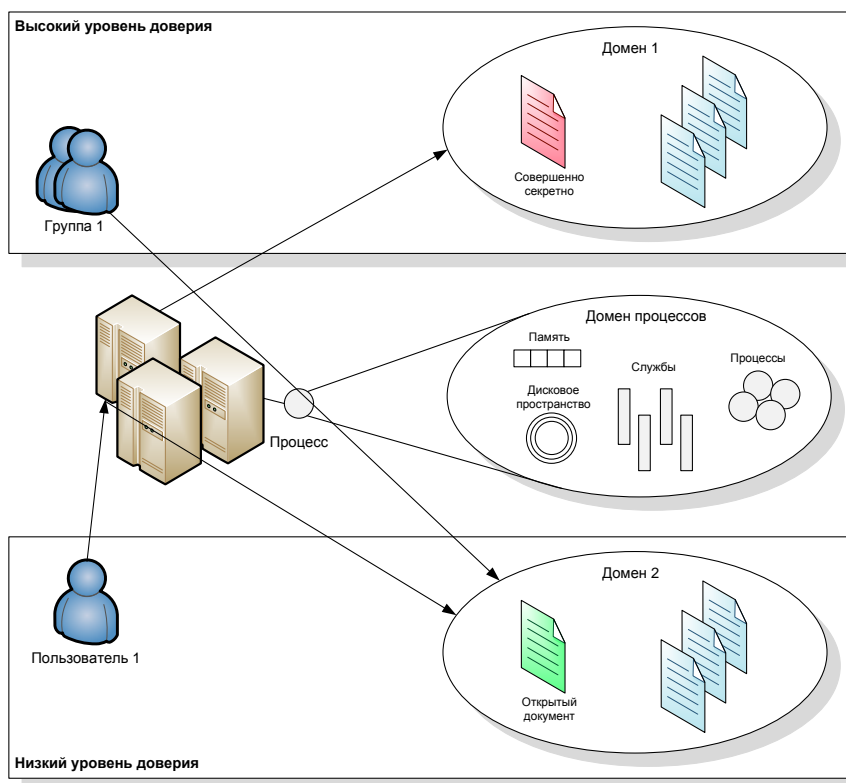 Высокий уровень доверия
Домен 1
Совершенно
секретно
Группа 1
Домен процессов
Память
Службы
Процессы
Дисковое
пространство
Процесс
Домен 2
Пользователь 1
Открытый
документ
Низкий уровень доверия